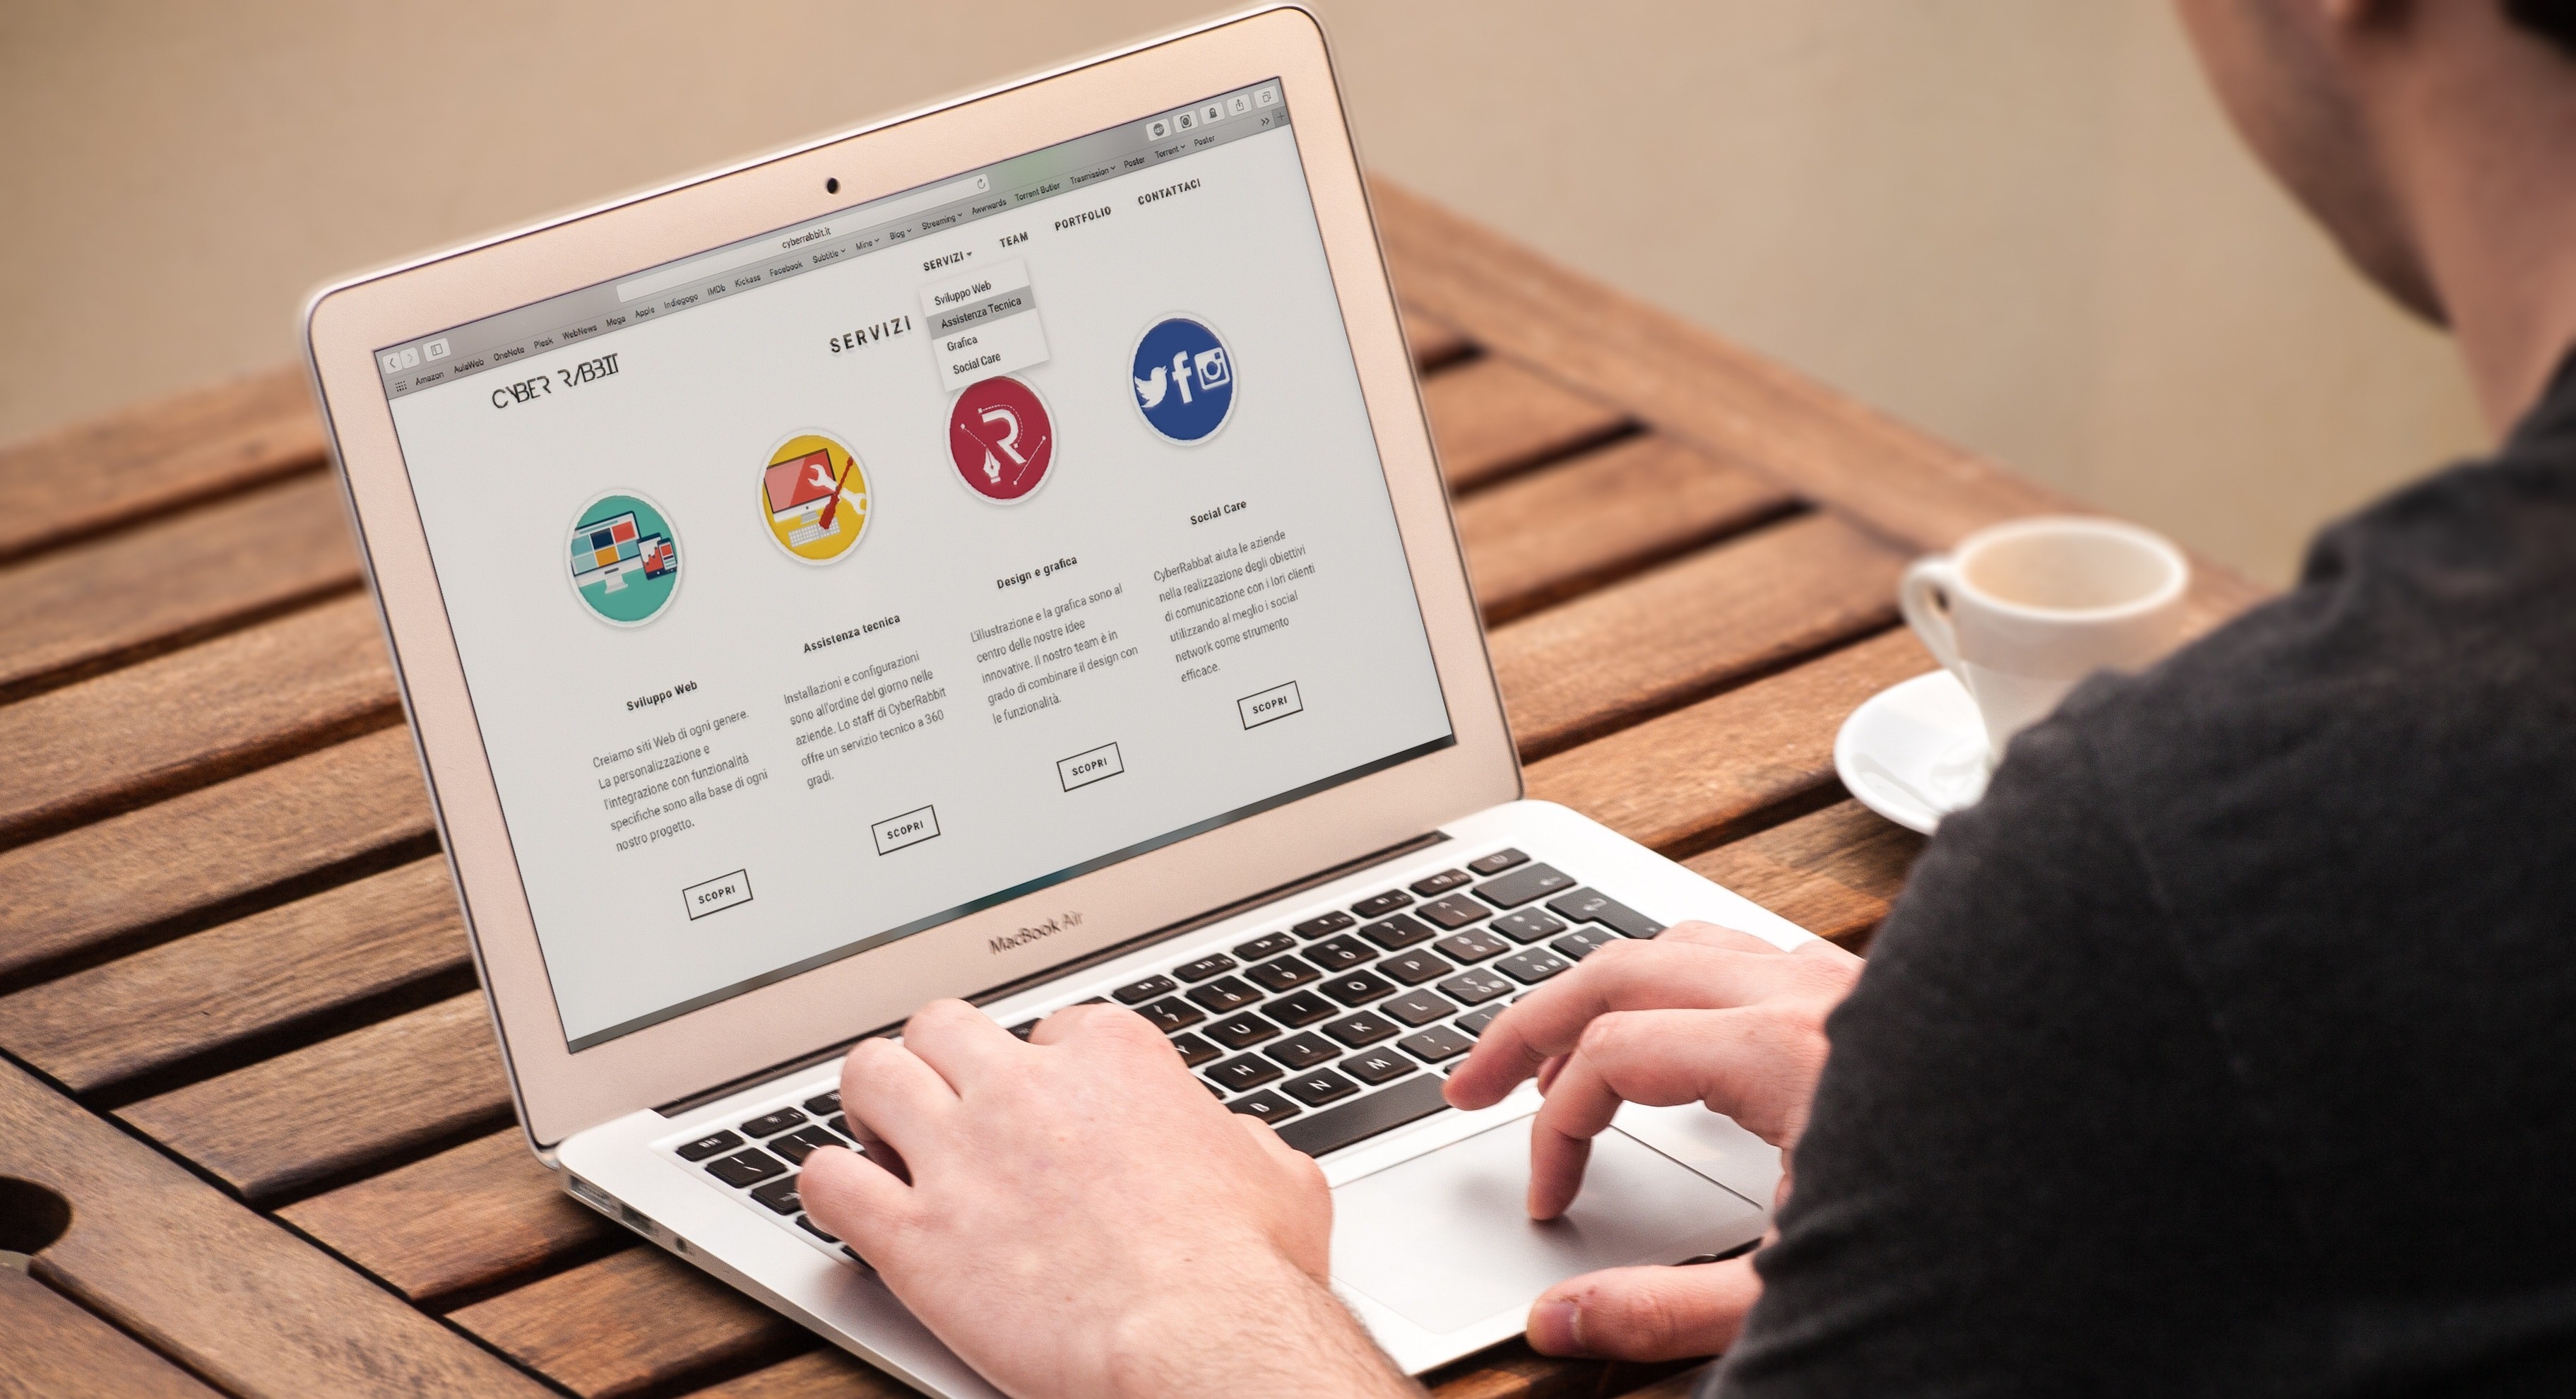 cyberrabbit.it
Amazon AulaWeb OneNote Plesk WebNews Mega Apple Indiegogo IMDb Kickass Facebook Subtitle Mine Blog Streaming Awwwards Torrent Butler Trasmission Poster Torrent Poster
CYBER RABBIT
SERVIZI TEAM PORTFOLIO CONTATTACI
Sviluppo Web
Assistenza Tecnica
Grafica
Social Care
SERVIZI
Sviluppo Web
Creiamo siti Web di ogni genere.
La personalizzazione e
l'integrazione con funzionalità
specifiche sono alla base di ogni
nostro progetto.
SCOPRI
Assistenza tecnica
Installazioni e configurazioni
sono all'ordine del giorno nelle
aziende. Lo staff di CyberRabbit
offre un servizio tecnico a 360
gradi.
SCOPRI
Design e grafica
L'illustrazione e la grafica sono al
centro delle nostre idee
innovative. Il nostro team è in
grado di combinare il design con
le funzionalità.
SCOPRI
Social Care
CyberRabbat aiuta le aziende
nella realizzazione degli obiettivi
di comunicazione con i lori clienti
utilizzando al meglio i social
network come strumento
efficace.
SCOPRI
MacBook Air
U I O P
H J K L
B N M